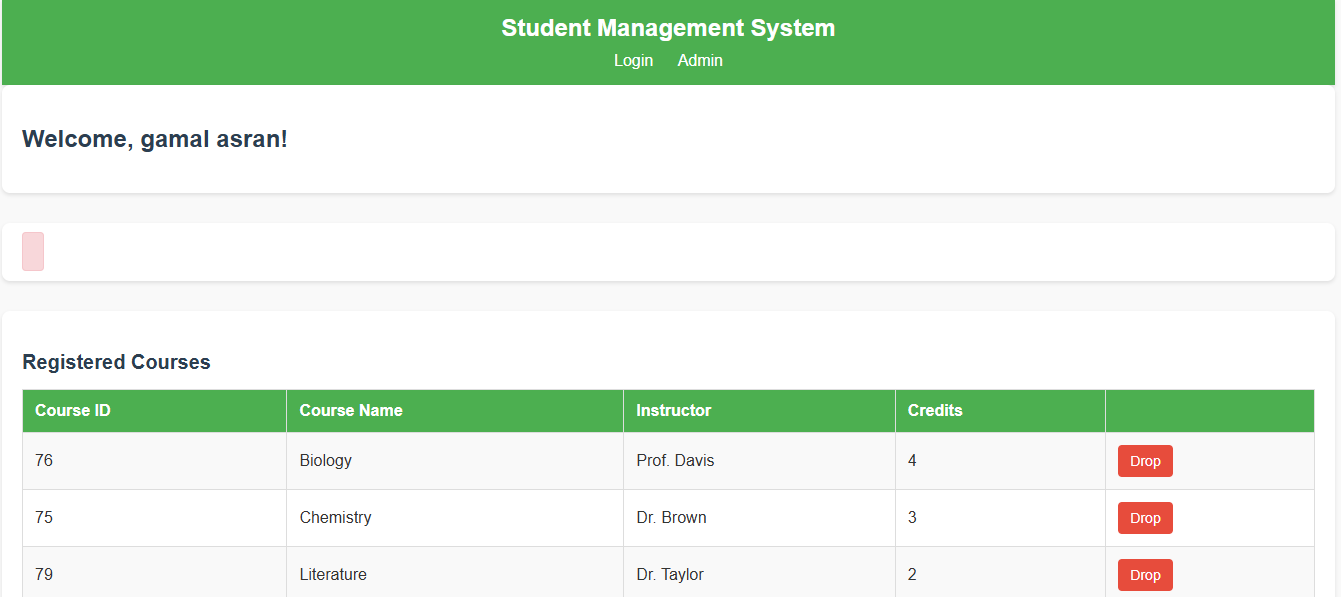 Student Management System
Login Admin
Welcome, gamal asran!
Registered Courses
Course ID Course Name Instructor Credits
76 Biology Prof. Davis 4 Drop
75 Chemistry Dr. Brown 3 Drop
79 Literature Dr. Taylor 2 Drop